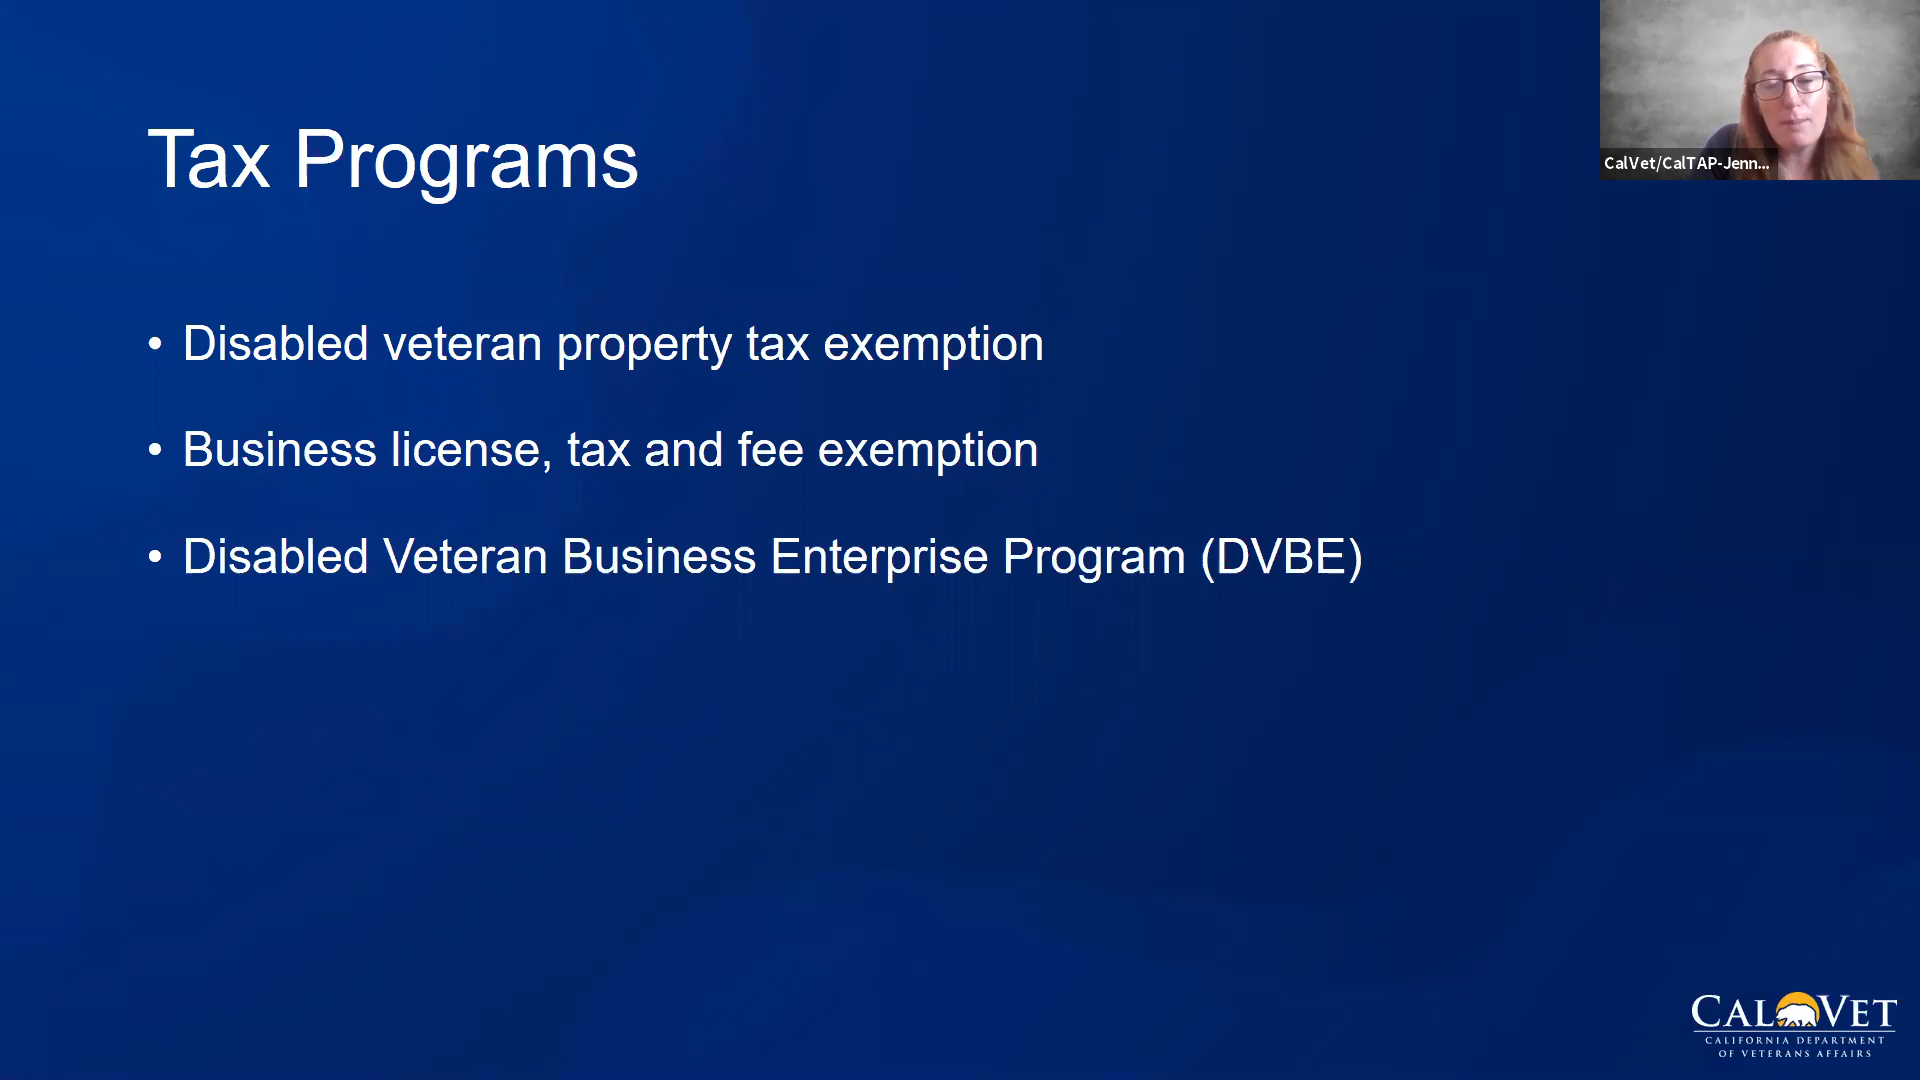 Tax Programs
CalVet/CalTAP-Jenn...
• Disabled veteran property tax exemption
• Business license, tax and fee exemption
• Disabled Veteran Business Enterprise Program (DVBE)
CALVET
CALIFORNIA DEPARTMENT
OF VETERANS AFFAIRS